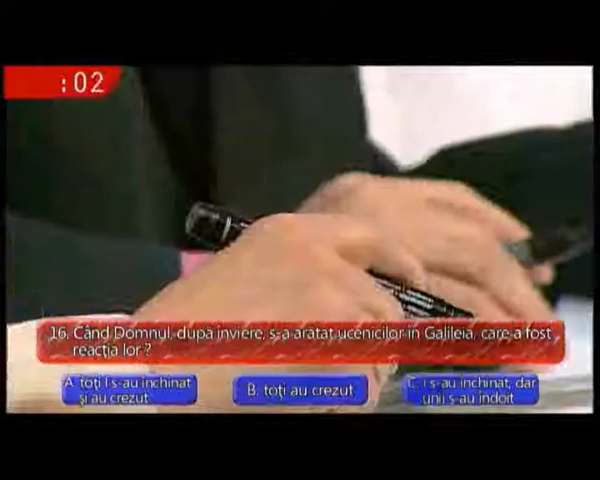 :02
16. Când Domnul, după înviere, s-a arătat ucenicilor în Galileia, care a fost
reacția lor ?
A. toți I s-au închinat
și au crezut
B. toți au crezut
C. I s-au închinat, dar
unii s-au îndoit